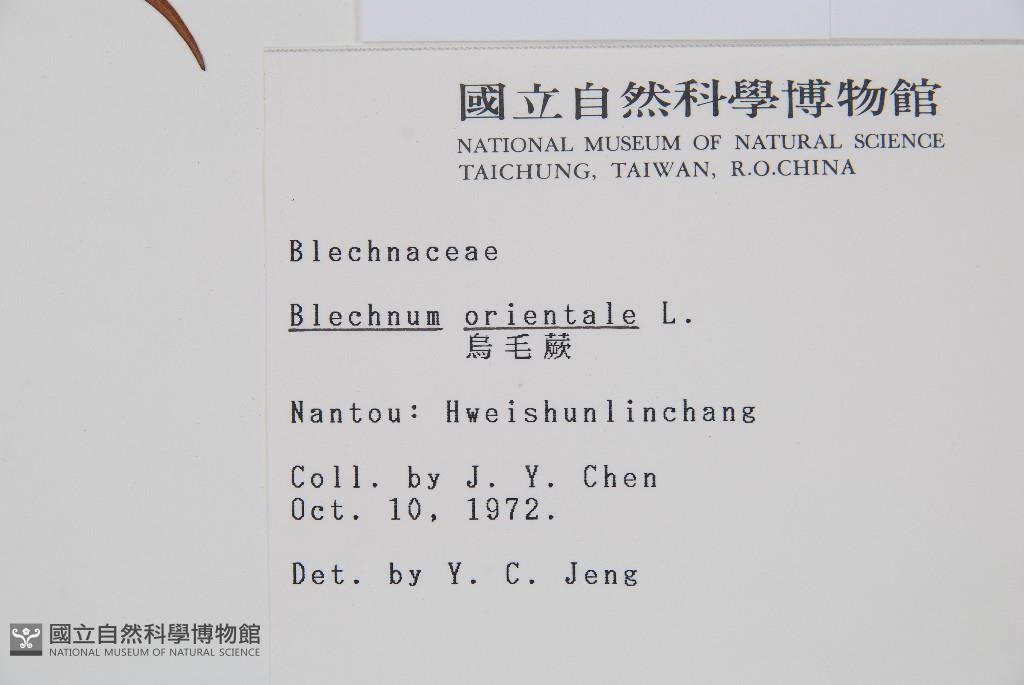 國立自然科學博物館
NATIONAL MUSEUM OF NATURAL SCIENCE
TAICHUNG, TAIWAN, R.O.CHINA
Blechnaceae
Blechnum orientale L.
烏毛蕨
Nantou: Hweishunlinchang
Coll. by J. Y. Chen
Oct. 10, 1972.
Det. by Y. C. Jeng
國立自然科學博物館
NATIONAL MUSEUM OF NATURAL SCIENCE